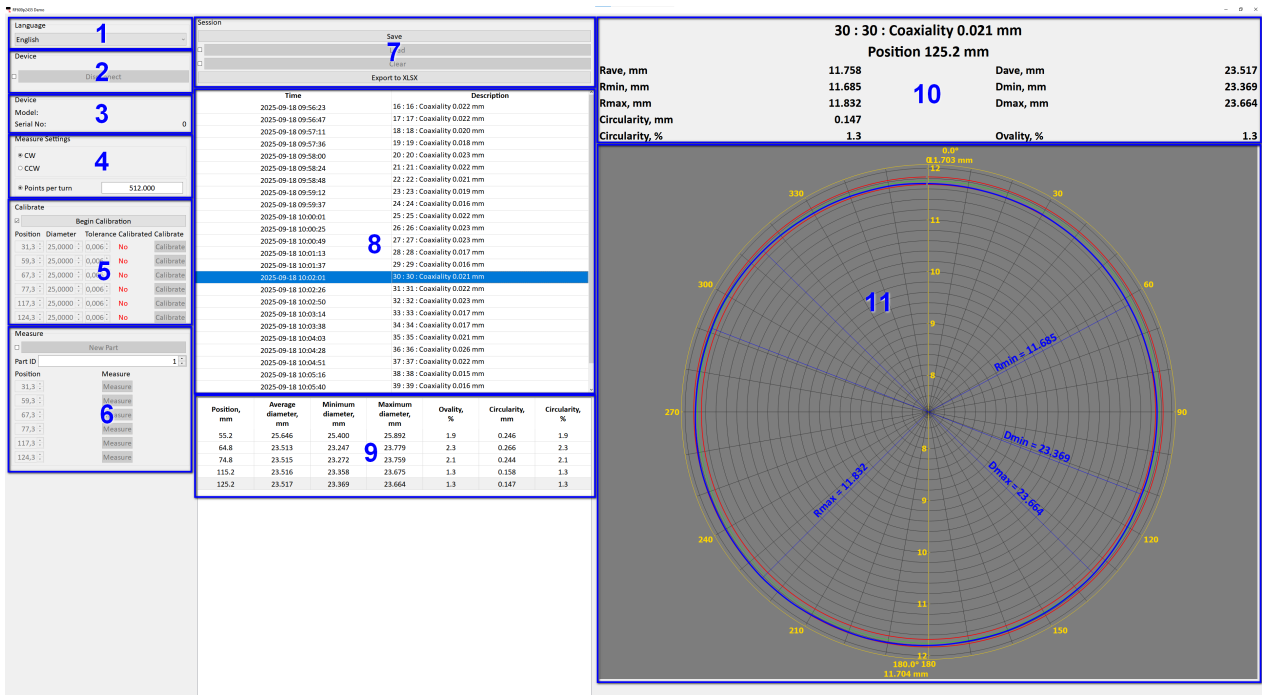 RF600p2d33 Demo
Language
English
1
Device
Disconnect
2
Device
Model:
Serial No: 0
3
Measure Settings
CW
CCW
Points per turn 512.000
4
Calibrate
Begin Calibration
Position Diameter Tolerance Calibrated Calibrate
31,3 25,0000 0,006 No Calibrate
59,3 25,0000 0,006 No Calibrate
67,3 25,0000 0,006 No Calibrate
77,3 25,0000 0,006 No Calibrate
117,3 25,0000 0,006 No Calibrate
124,3 25,0000 0,006 No Calibrate
5
Measure
New Part
Part ID 1
Position Measure
31,3 Measure
59,3 Measure
67,3 Measure
77,3 Measure
117,3 Measure
124,3 Measure
6
Session
Save
Clear
Export to XLSX
7
Time Description
2025-09-18 09:56:23 16 : 16 : Coaxiality 0.022 mm
2025-09-18 09:56:47 17 : 17 : Coaxiality 0.022 mm
2025-09-18 09:57:11 18 : 18 : Coaxiality 0.020 mm
2025-09-18 09:57:36 19 : 19 : Coaxiality 0.018 mm
2025-09-18 09:58:00 20 : 20 : Coaxiality 0.023 mm
2025-09-18 09:58:24 21 : 21 : Coaxiality 0.022 mm
2025-09-18 09:58:48 22 : 22 : Coaxiality 0.021 mm
2025-09-18 09:59:12 23 : 23 : Coaxiality 0.019 mm
2025-09-18 09:59:37 24 : 24 : Coaxiality 0.016 mm
2025-09-18 10:00:01 25 : 25 : Coaxiality 0.022 mm
2025-09-18 10:00:25 26 : 26 : Coaxiality 0.023 mm
2025-09-18 10:00:49 27 : 27 : Coaxiality 0.023 mm
2025-09-18 10:01:13 28 : 28 : Coaxiality 0.017 mm
2025-09-18 10:01:37 29 : 29 : Coaxiality 0.016 mm
2025-09-18 10:02:01 30 : 30 : Coaxiality 0.021 mm
2025-09-18 10:02:26 31 : 31 : Coaxiality 0.022 mm
2025-09-18 10:02:50 32 : 32 : Coaxiality 0.023 mm
2025-09-18 10:03:14 33 : 33 : Coaxiality 0.017 mm
2025-09-18 10:03:38 34 : 34 : Coaxiality 0.017 mm
2025-09-18 10:04:03 35 : 35 : Coaxiality 0.021 mm
2025-09-18 10:04:28 36 : 36 : Coaxiality 0.026 mm
2025-09-18 10:04:51 37 : 37 : Coaxiality 0.022 mm
2025-09-18 10:05:16 38 : 38 : Coaxiality 0.015 mm
2025-09-18 10:05:40 39 : 39 : Coaxiality 0.016 mm
8
Position, mm Average diameter, mm Minimum diameter, mm Maximum diameter, mm Ovality, % Circularity, mm Circularity, %
55.2 25.646 25.400 25.892 1.9 0.246 1.9
64.8 23.513 23.247 23.779 2.3 0.266 2.3
74.8 23.515 23.272 23.759 2.1 0.244 2.1
115.2 23.516 23.358 23.675 1.3 0.158 1.3
125.2 23.517 23.369 23.664 1.3 0.147 1.3
9
30 : 30 : Coaxiality 0.021 mm
Position 125.2 mm
Rave, mm 11.758 Dave, mm 23.517
Rmin, mm 11.685 Dmin, mm 23.369
Rmax, mm 11.832 Dmax, mm 23.664
Circularity, mm 0.147
Circularity, % 1.3 Ovality, % 1.3
10
0.0°
0 11.703 mm
12
330 30
11
300 10 60
11
9
Rmin = 11.685
8
270 90
8
Dmin = 23.369
Rmax = 11.832
Dmax = 23.664
9
240 120
10
11
210 150
12
180.0° 180
11.704 mm